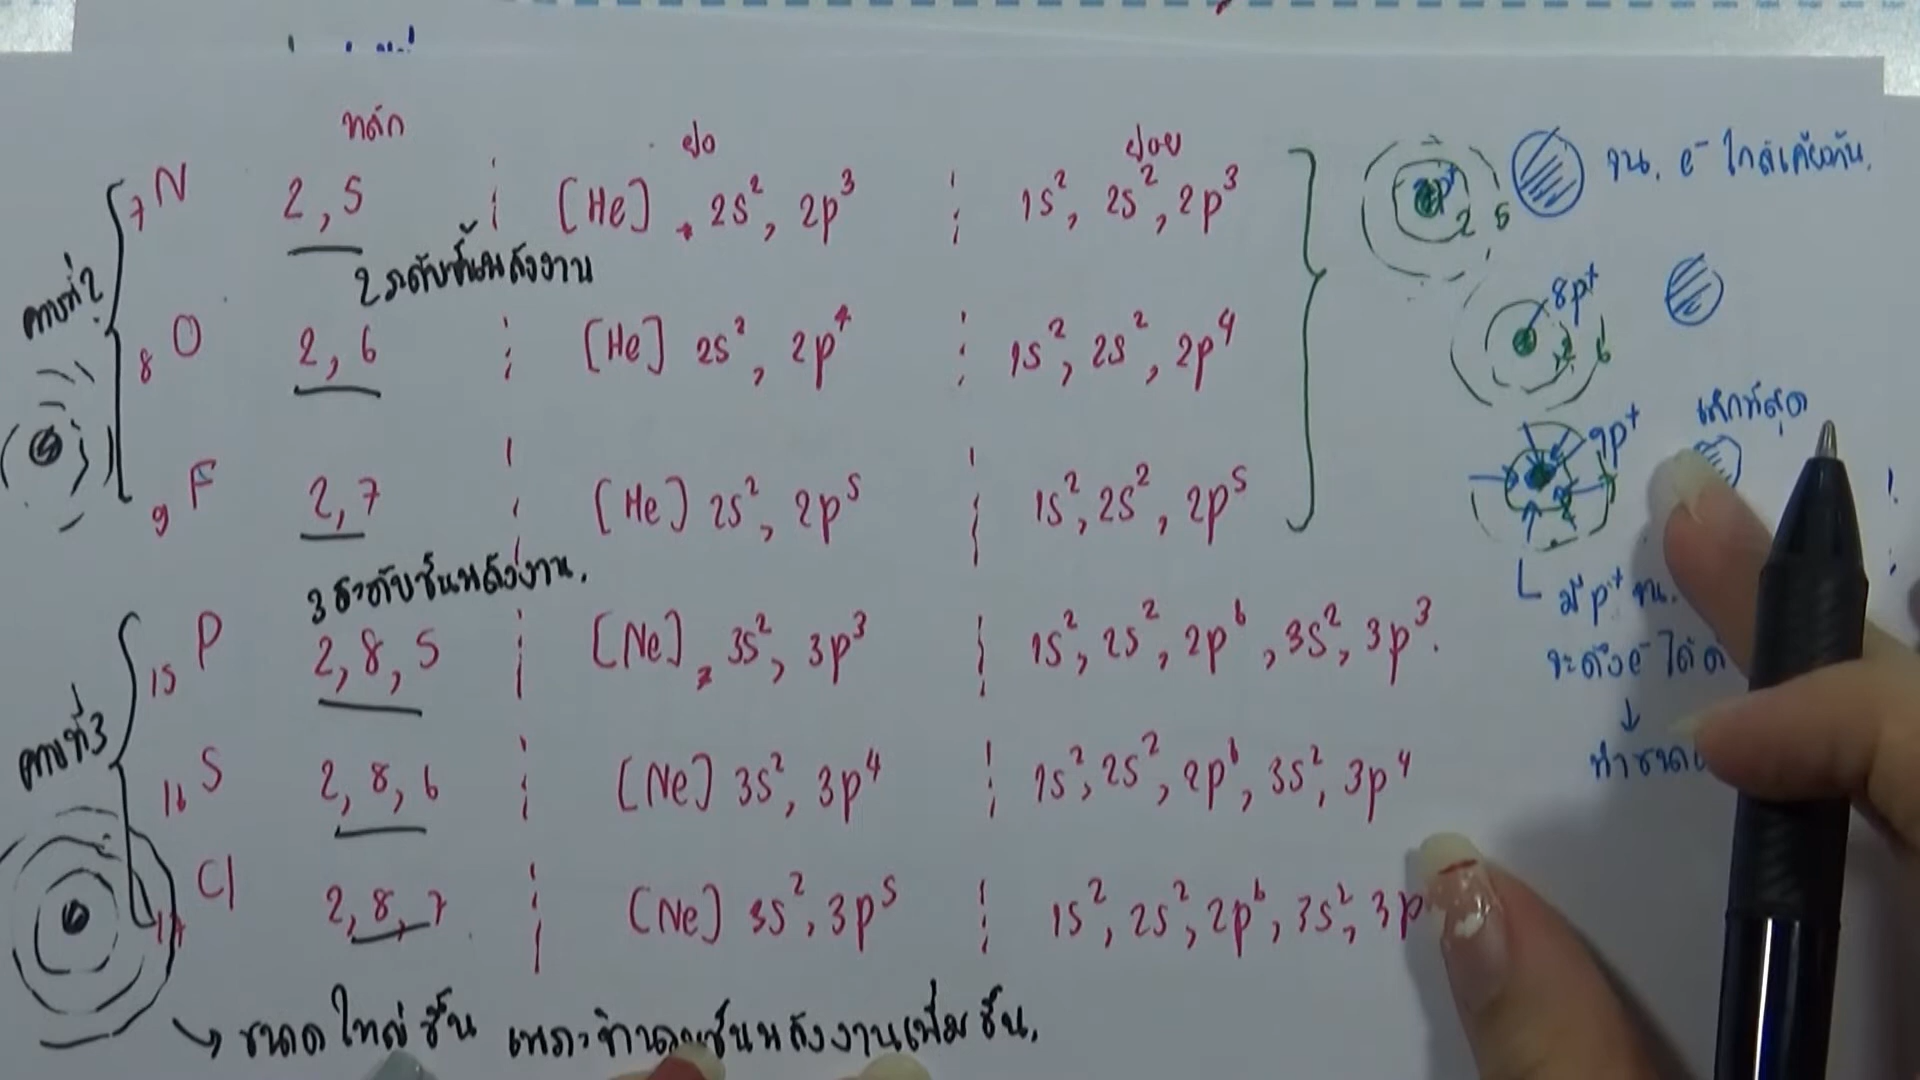 หลัก ย่อ ย่อย
คาบที่ 2
7N 2, 5 [He] 2s², 2p³ 1s², 2s², 2p³
2 ระดับชั้นพลังงาน
8O 2, 6 [He] 2s², 2p⁴ 1s², 2s², 2p⁴
9F 2, 7 [He] 2s², 2p⁵ 1s², 2s², 2p⁵
3 ระดับชั้นพลังงาน.
คาบที่ 3
15P 2, 8, 5 [Ne] 3s², 3p³ 1s², 2s², 2p⁶, 3s², 3p³.
16S 2, 8, 6 [Ne] 3s², 3p⁴ 1s², 2s², 2p⁶, 3s², 3p⁴
17Cl 2, 8, 7 [Ne] 3s², 3p⁵ 1s², 2s², 2p⁶, 3s², 3p
→ ขนาดใหญ่ขึ้น เพราะจำนวนชั้นพลังงานเพิ่มขึ้น.
2 5
จน. e⁻ ใกล้เคียงกัน.
8p⁺
2 6
เล็กที่สุด
9p⁺
มี p⁺ จน.
จะดึง e⁻ ได้ดี
↓
ทำขนาด